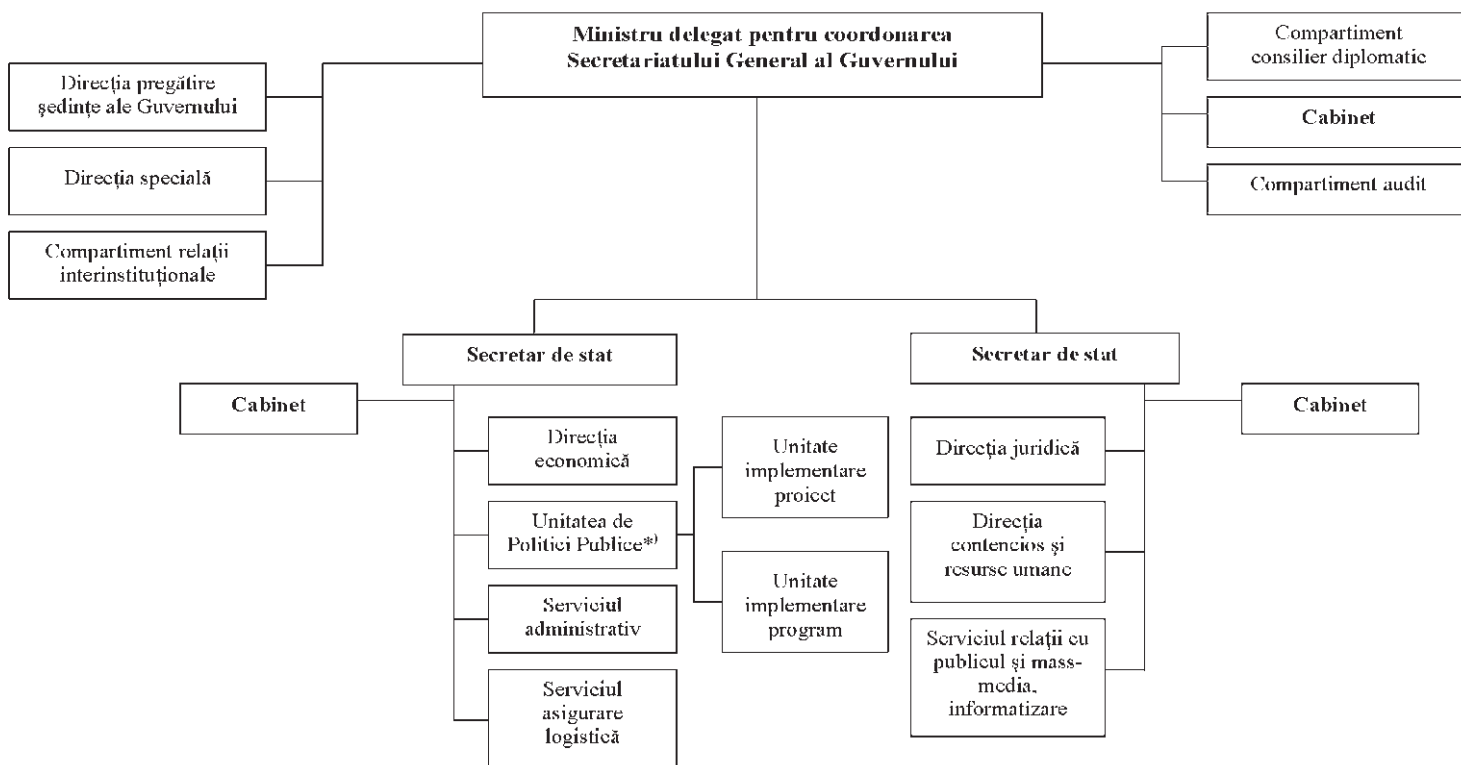 Ministru delegat pentru coordonarea
Secretariatului General al Guvernului
Compartiment
consilier diplomatic
Cabinet
Compartiment audit
Direcția pregătire
ședințe ale Guvernului
Direcția specială
Compartiment relații
interinstituționale
Secretar de stat
Cabinet
Direcția
economică
Unitatea de
Politici Publice*)
Serviciul
administrativ
Serviciul
asigurare
logistică
Unitate
implementare
proiect
Unitate
implementare
program
Secretar de stat
Cabinet
Direcția juridică
Direcția
contencios și
resurse umane
Serviciul relații cu
publicul și mass-
media,
informatizare